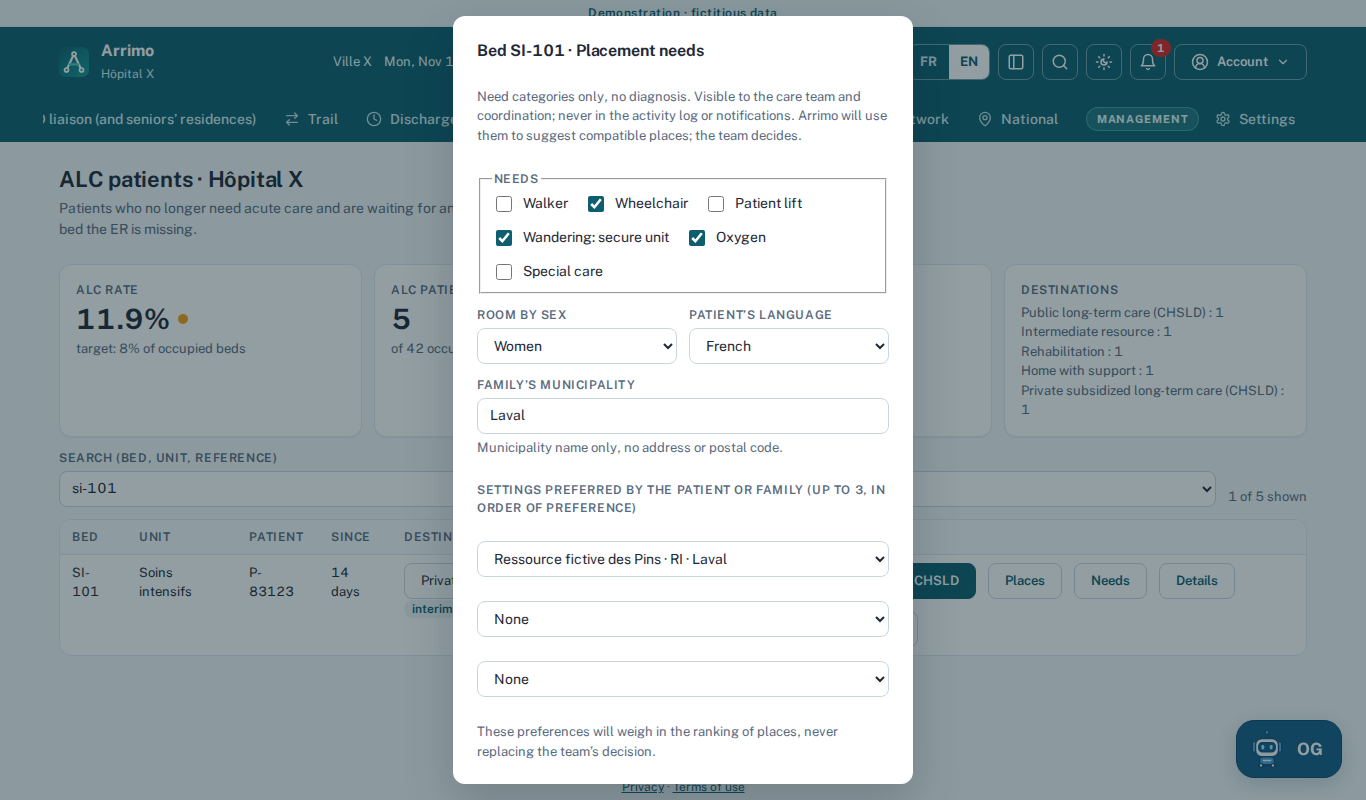 Demonstration · fictitious data
Arrimo
Hôpital X
Ville X Mon, Nov 1
FR EN
1
Account
liaison (and seniors' residences) Trail Discharge
twork National MANAGEMENT Settings
ALC patients · Hôpital X
Patients who no longer need acute care and are waiting for an
bed the ER is missing.
ALC RATE
11.9%
target: 8% of occupied beds
ALC PATIE
5
of 42 occu
DESTINATIONS
Public long-term care (CHSLD) : 1
Intermediate resource : 1
Rehabilitation : 1
Home with support : 1
Private subsidized long-term care (CHSLD) :
1
SEARCH (BED, UNIT, REFERENCE)
si-101
1 of 5 shown
BED UNIT PATIENT SINCE DESTIN
SI-
101
Soins
intensifs
P-
83123
14
days
Privat
interim
CHSLD Places Needs Details
Bed SI-101 · Placement needs
Need categories only, no diagnosis. Visible to the care team and
coordination; never in the activity log or notifications. Arrimo will use
them to suggest compatible places; the team decides.
NEEDS
Walker Wheelchair Patient lift
Wandering: secure unit Oxygen
Special care
ROOM BY SEX PATIENT'S LANGUAGE
Women French
FAMILY'S MUNICIPALITY
Laval
Municipality name only, no address or postal code.
SETTINGS PREFERRED BY THE PATIENT OR FAMILY (UP TO 3, IN
ORDER OF PREFERENCE)
Ressource fictive des Pins · RI · Laval
None
None
These preferences will weigh in the ranking of places, never
replacing the team's decision.
OG
Privacy · Terms of use